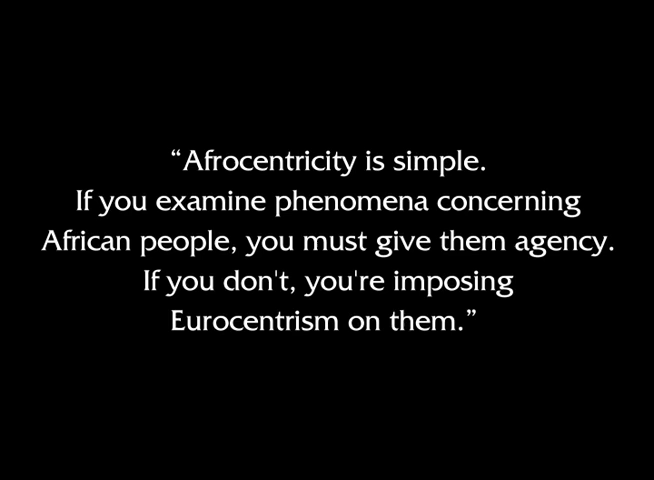 “Afrocentricity is simple.
If you examine phenomena concerning
African people, you must give them agency.
If you don't, you're imposing
Eurocentrism on them.”